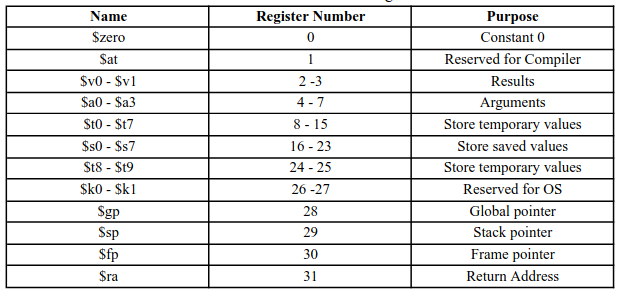 Name Register Number Purpose
$zero 0 Constant 0
$at 1 Reserved for Compiler
$v0 - $v1 2 -3 Results
$a0 - $a3 4 - 7 Arguments
$t0 - $t7 8 - 15 Store temporary values
$s0 - $s7 16 - 23 Store saved values
$t8 - $t9 24 - 25 Store temporary values
$k0 - $k1 26 -27 Reserved for OS
$gp 28 Global pointer
$sp 29 Stack pointer
$fp 30 Frame pointer
$ra 31 Return Address